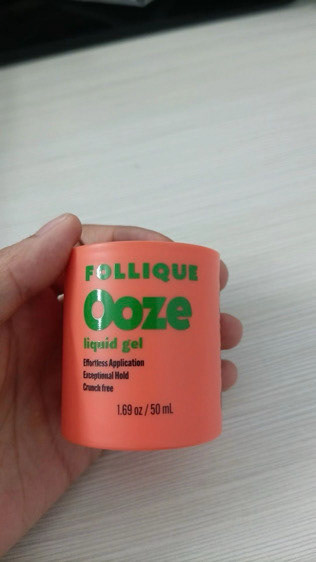 FOLLIQUE
Ooze
liquid gel
Effortless Application
Exceptional Hold
Crunch free
1.69 oz / 50 mL